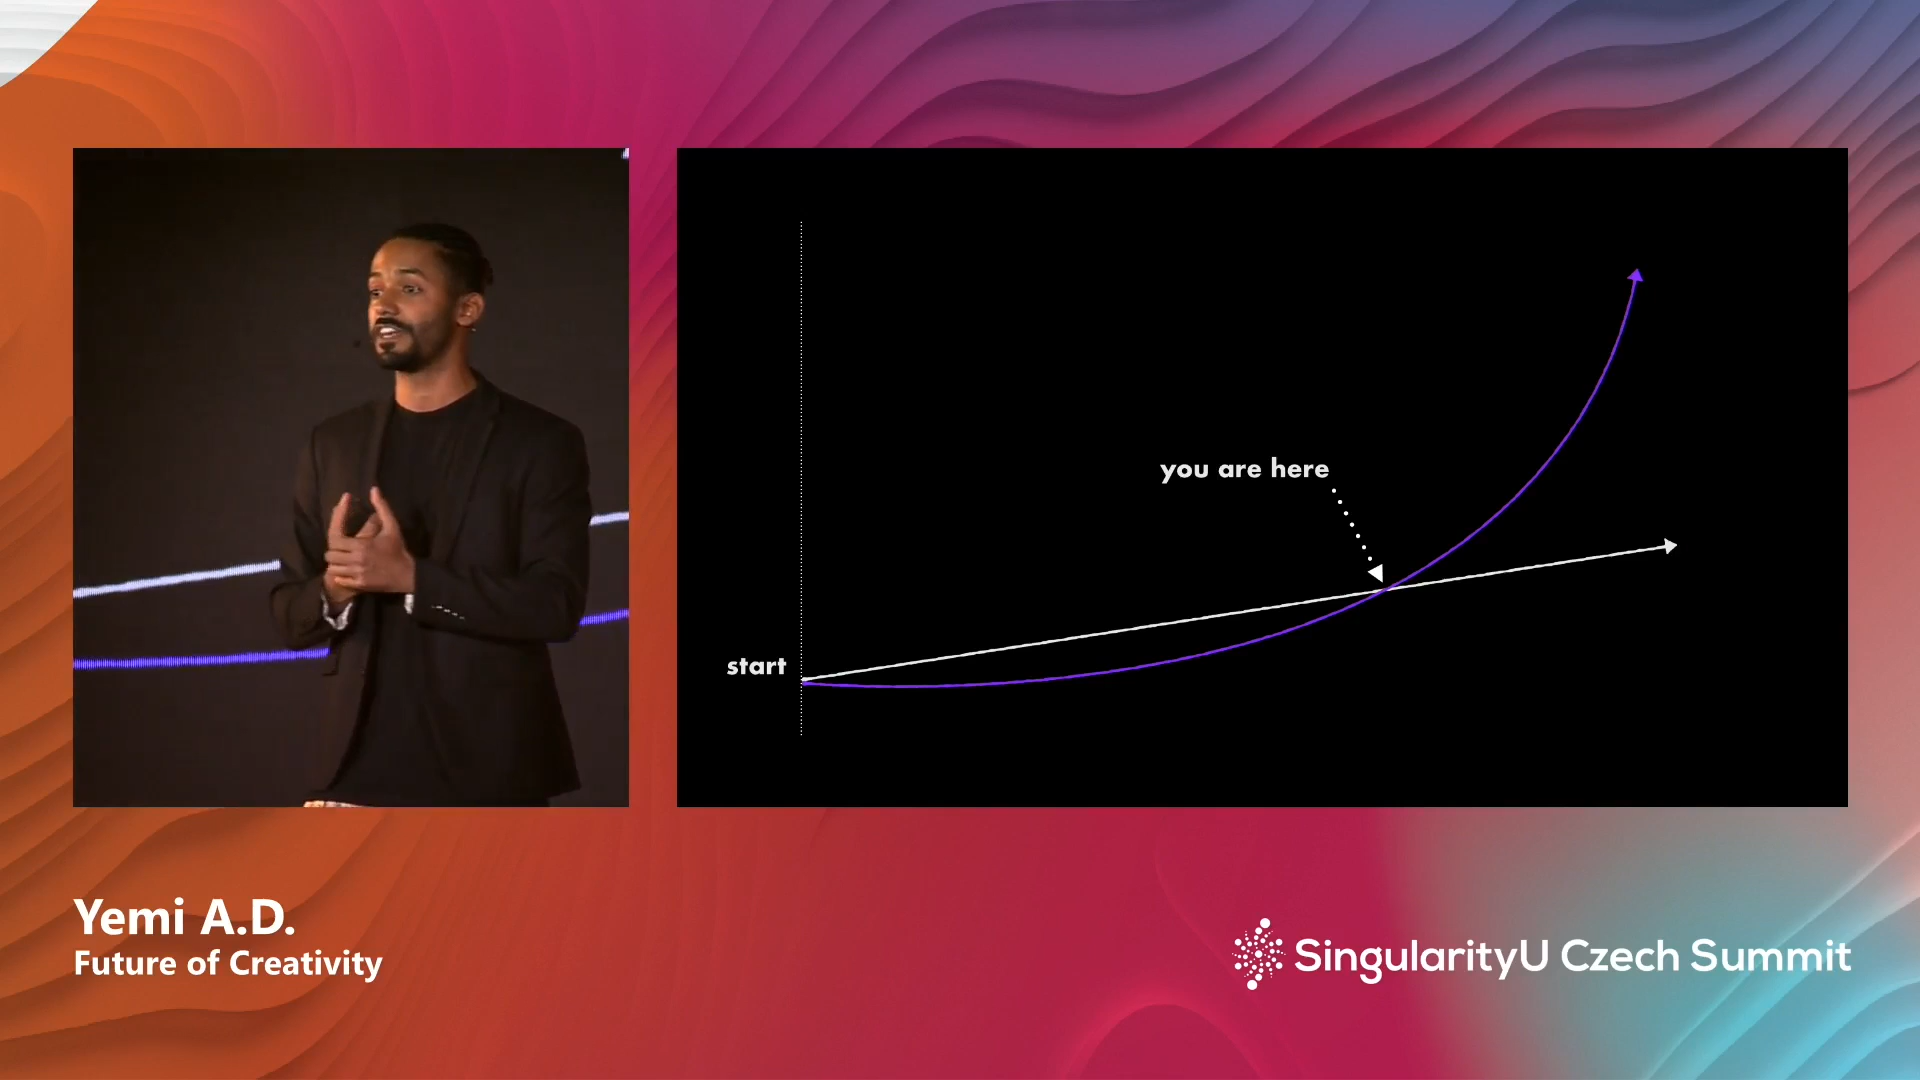 you are here
start
Yemi A.D.
Future of Creativity
SingularityU Czech Summit